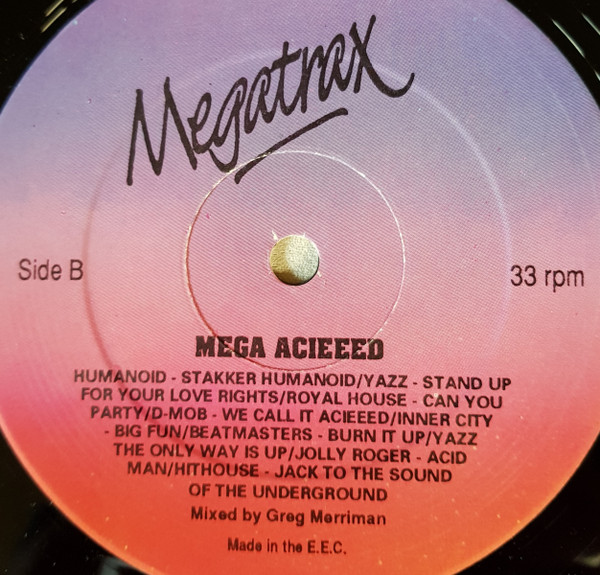 Megatrax
Side B
33 rpm
MEGA ACIEEED
HUMANOID - STAKKER HUMANOID/YAZZ - STAND UP
FOR YOUR LOVE RIGHTS/ROYAL HOUSE - CAN YOU
PARTY/D-MOB - WE CALL IT ACIEEED/INNER CITY
- BIG FUN/BEATMASTERS - BURN IT UP/YAZZ
THE ONLY WAY IS UP/JOLLY ROGER - ACID
MAN/HITHOUSE - JACK TO THE SOUND
OF THE UNDERGROUND
Mixed by Greg Merriman
Made in the E.E.C.